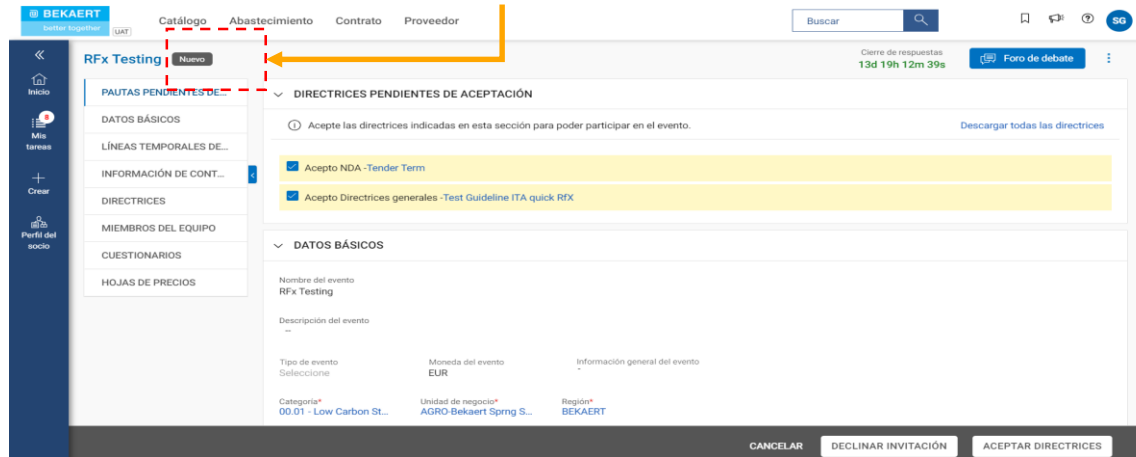 BEKAERT
better together
UAT
Catálogo Abastecimiento Contrato Proveedor
Buscar
SG
RFx Testing Nuevo
Cierre de respuestas
13d 19h 12m 39s
Foro de debate
Inicio
8
Mis tareas
Crear
Perfil del socio
PAUTAS PENDIENTES DE...
DATOS BÁSICOS
LÍNEAS TEMPORALES DE...
INFORMACIÓN DE CONT...
DIRECTRICES
MIEMBROS DEL EQUIPO
CUESTIONARIOS
HOJAS DE PRECIOS
DIRECTRICES PENDIENTES DE ACEPTACIÓN
Acepte las directrices indicadas en esta sección para poder participar en el evento. Descargar todas las directrices
Acepto NDA -Tender Term
Acepto Directrices generales -Test Guideline ITA quick RfX
DATOS BÁSICOS
Nombre del evento
RFx Testing
Descripción del evento
–
Tipo de evento Moneda del evento Información general del evento
Seleccione EUR -
Categoría* Unidad de negocio* Región*
00.01 - Low Carbon St... AGRO-Bekaert Sprng S... BEKAERT
CANCELAR DECLINAR INVITACIÓN ACEPTAR DIRECTRICES